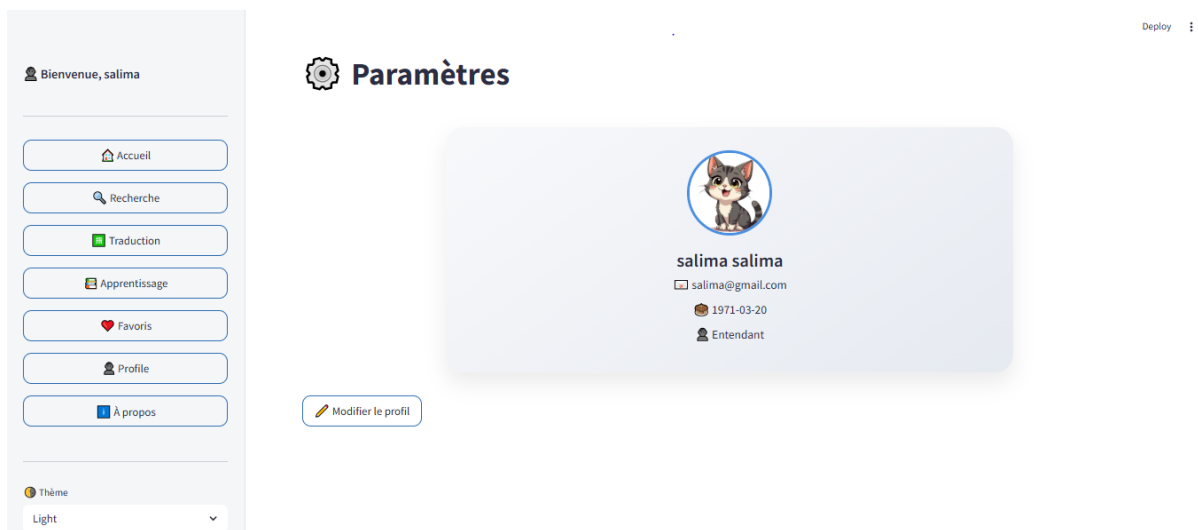 Deploy
Bienvenue, salima
Paramètres
Accueil
Recherche
Traduction
Apprentissage
Favoris
Profile
À propos
Thème
Light
salima salima
salima@gmail.com
1971-03-20
Entendant
Modifier le profil